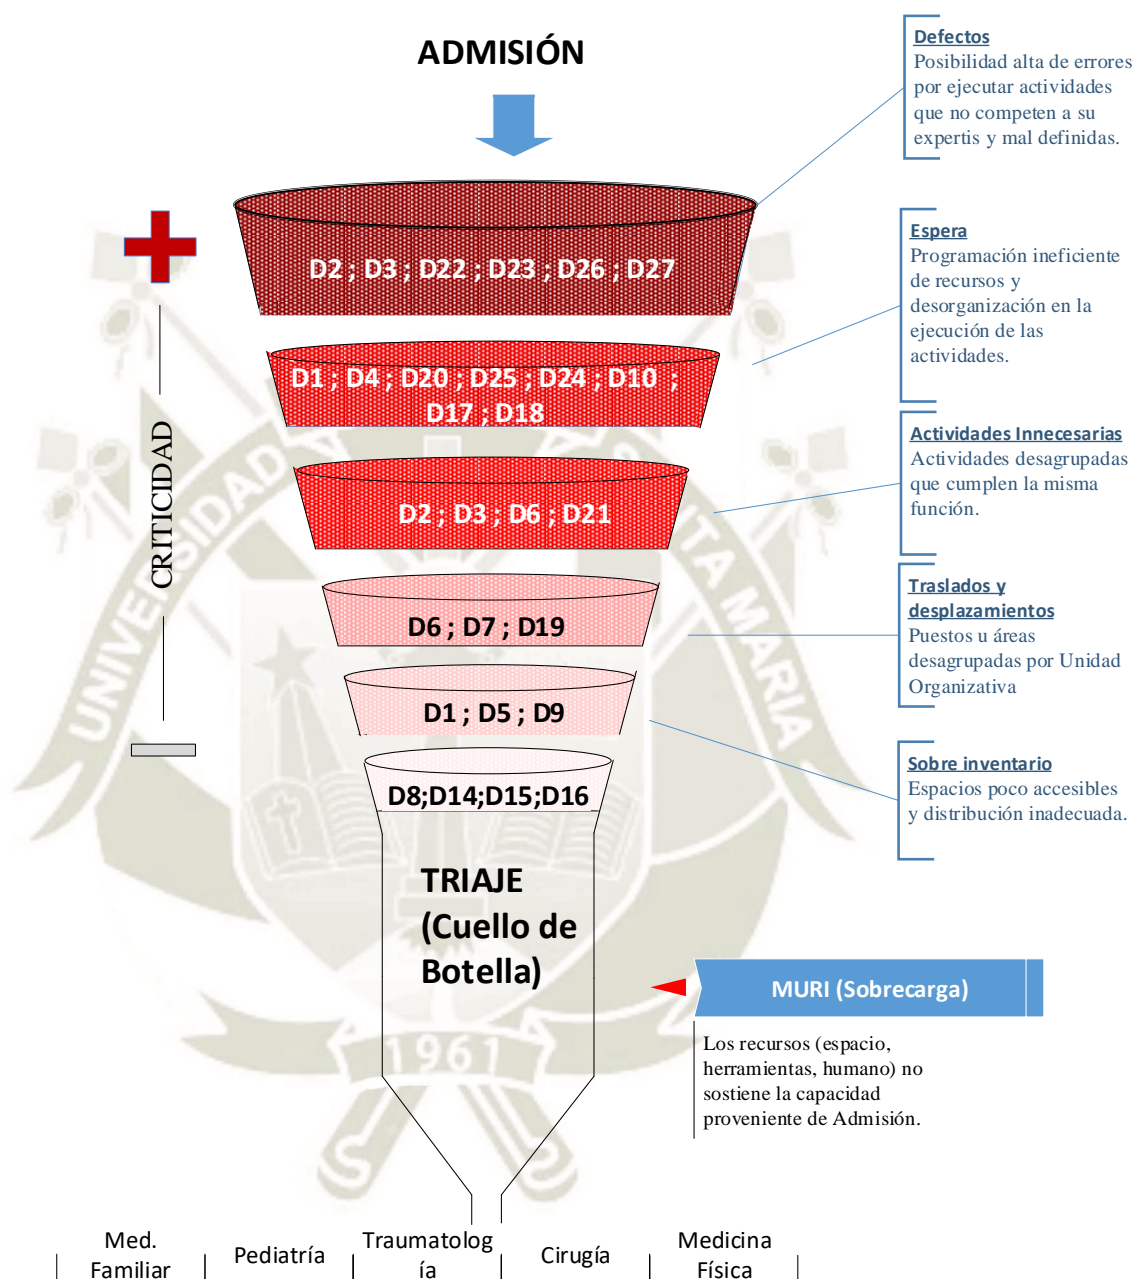 ADMISIÓN
Defectos
Posibilidad alta de errores
por ejecutar actividades
que no competen a su
expertis y mal definidas.
D2 ; D3 ; D22 ; D23 ; D26 ; D27
Espera
Programación ineficiente
de recursos y
desorganización en la
ejecución de las
actividades.
D1 ; D4 ; D20 ; D25 ; D24 ; D10 ;
D17 ; D18
CRITICIDAD
Actividades Innecesarias
Actividades desagrupadas
que cumplen la misma
función.
D2 ; D3 ; D6 ; D21
Traslados y
desplazamientos
Puestos u áreas
desagrupadas por Unidad
Organizativa
D6 ; D7 ; D19
D1 ; D5 ; D9
Sobre inventario
Espacios poco accesibles
y distribución inadecuada.
D8;D14;D15;D16
TRIAJE
(Cuello de
Botella)
MURI (Sobrecarga)
Los recursos (espacio,
herramientas, humano) no
sostiene la capacidad
proveniente de Admisión.
Med.
Familiar
Pediatría
Traumatolog
ía
Cirugía
Medicina
Física
UNIVERSIDAD
TA MARIA
1961